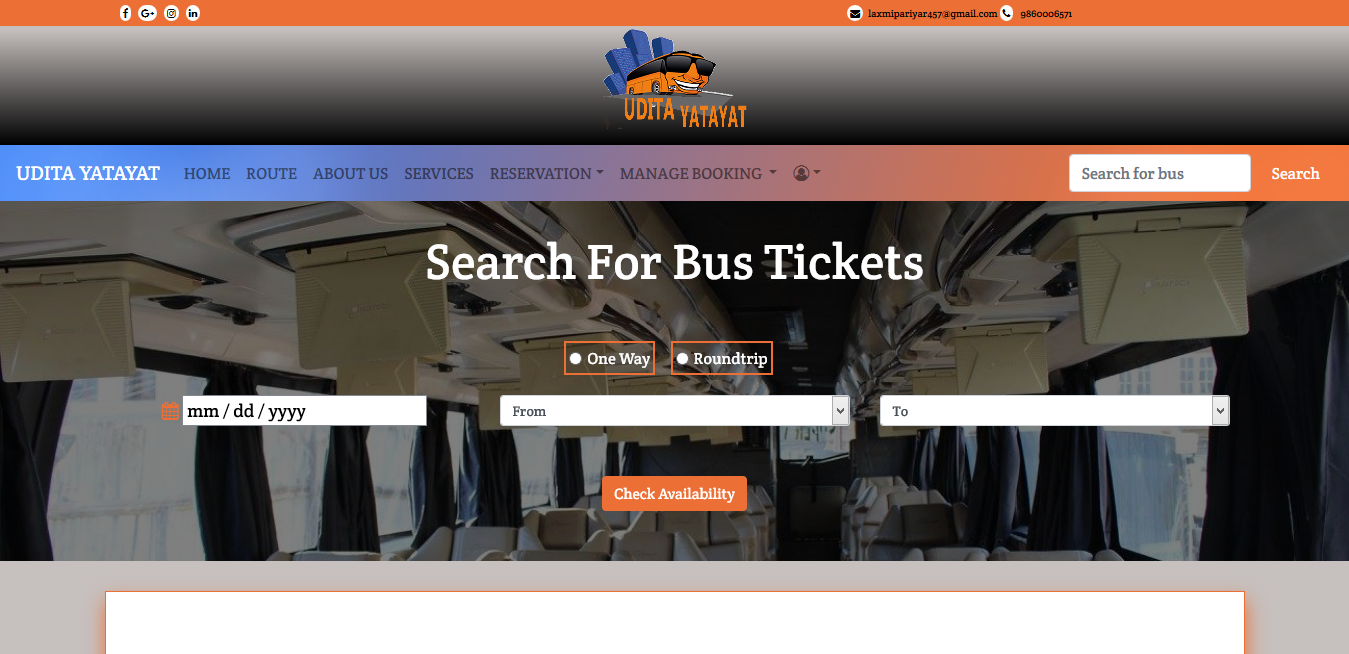 laxmipariyar457@gmail.com 9860006571
UDITA YATAYAT
UDITA YATAYAT HOME ROUTE ABOUT US SERVICES RESERVATION MANAGE BOOKING Search for bus Search
Search For Bus Tickets
One Way Roundtrip
mm / dd / yyyy From To
Check Availability